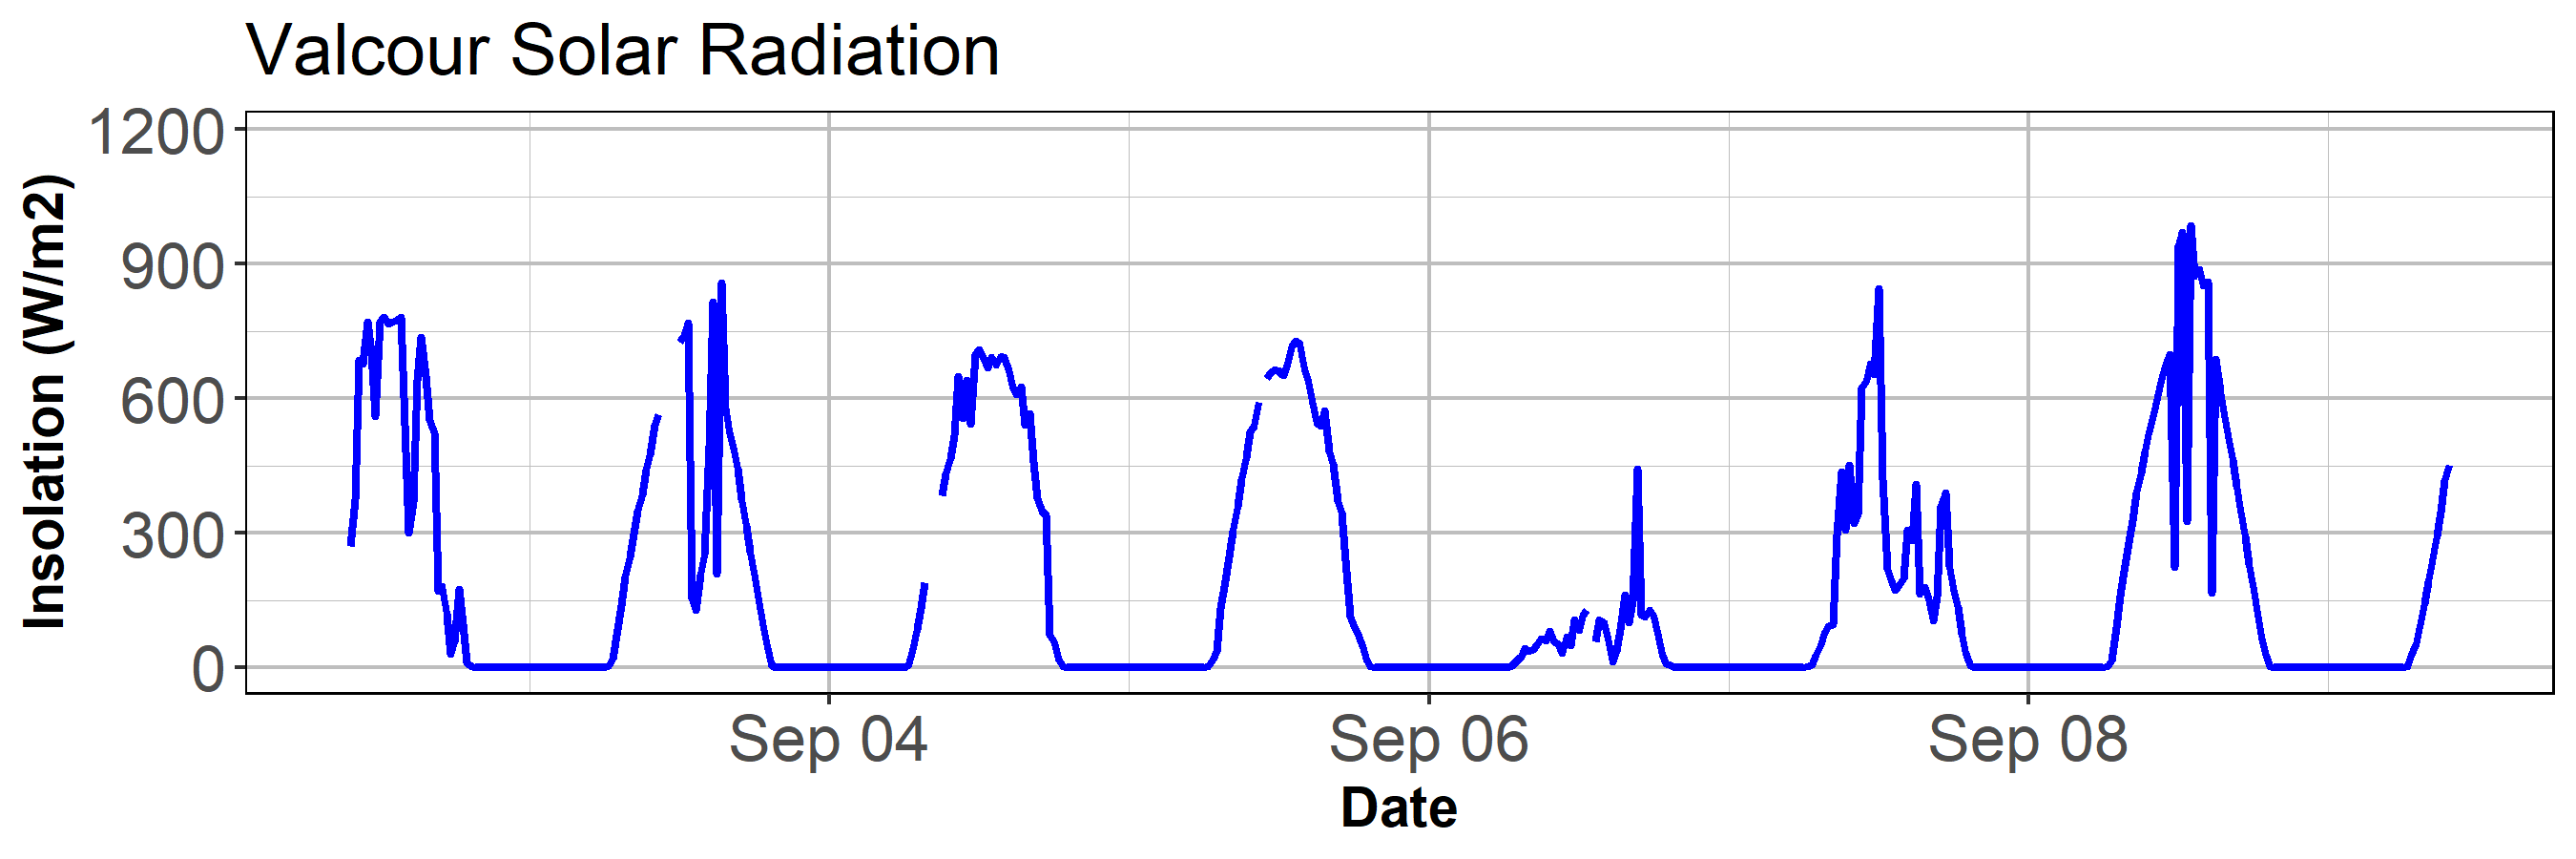 Valcour Solar Radiation
1200
900
600
300
0
Insolation (W/m2)
Sep 04 Sep 06 Sep 08
Date